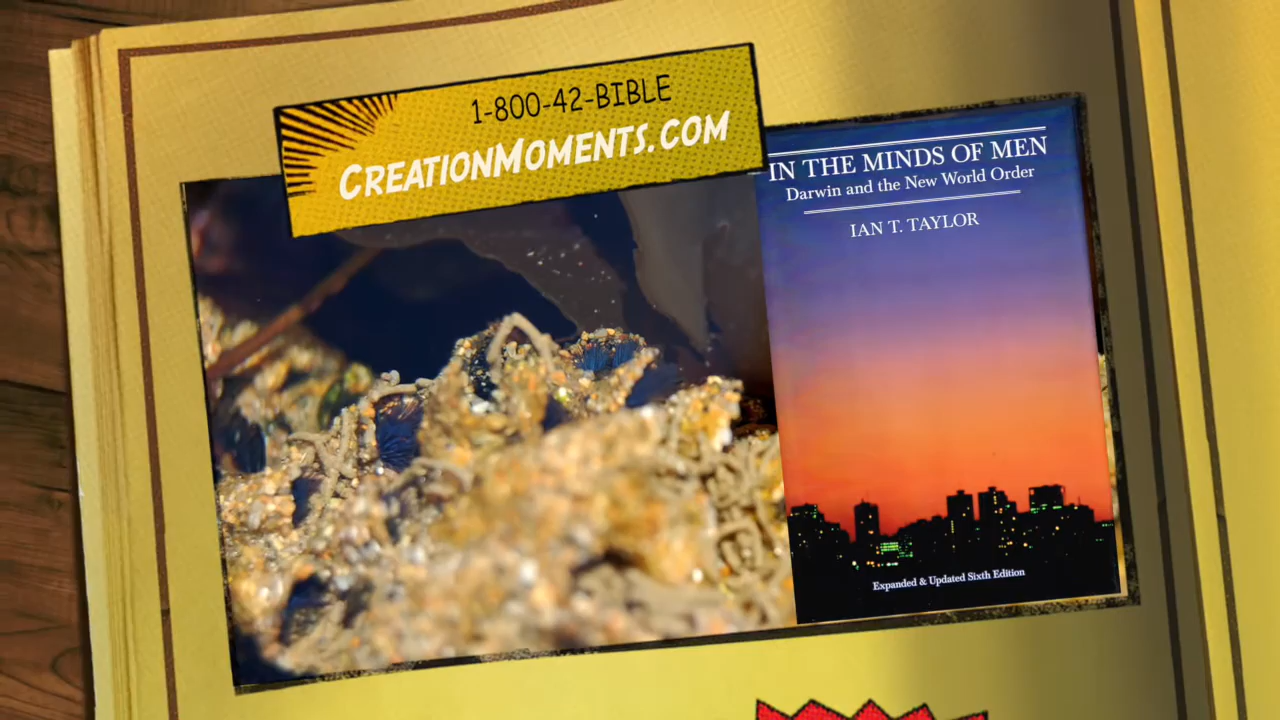 1-800-42-BIBLE
CREATIONMOMENTS.COM
IN THE MINDS OF MEN
Darwin and the New World Order
IAN T. TAYLOR
Expanded & Updated Sixth Edition